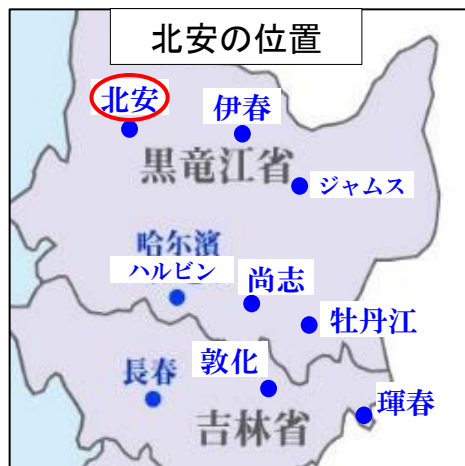 北安の位置
北安
伊春
黒竜江省
ジャムス
哈尔濱
ハルビン
尚志
牡丹江
敦化
長春
琿春
吉林省